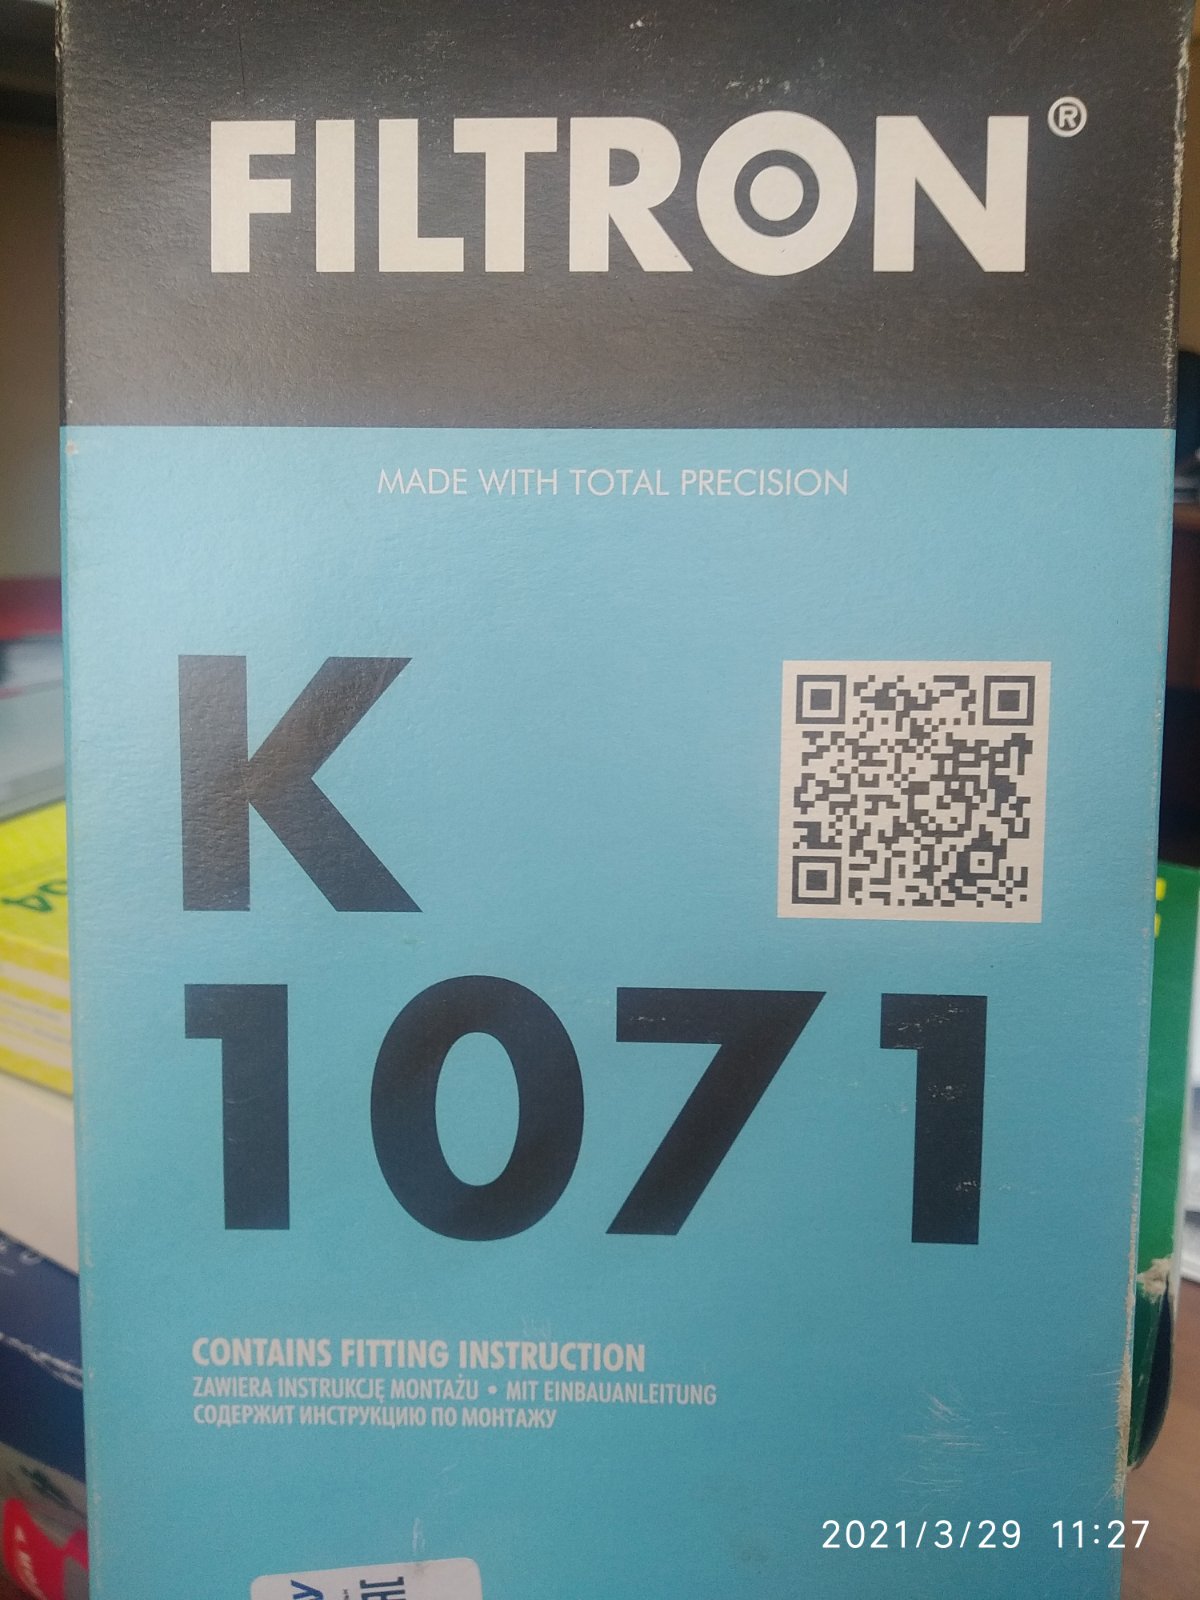 FILTRON®
MADE WITH TOTAL PRECISION
K
1071
CONTAINS FITTING INSTRUCTION
ZAWIERA INSTRUKCJĘ MONTAŻU • MIT EINBAUANLEITUNG
СОДЕРЖИТ ИНСТРУКЦИЮ ПО МОНТАЖУ
2021/3/29 11:27